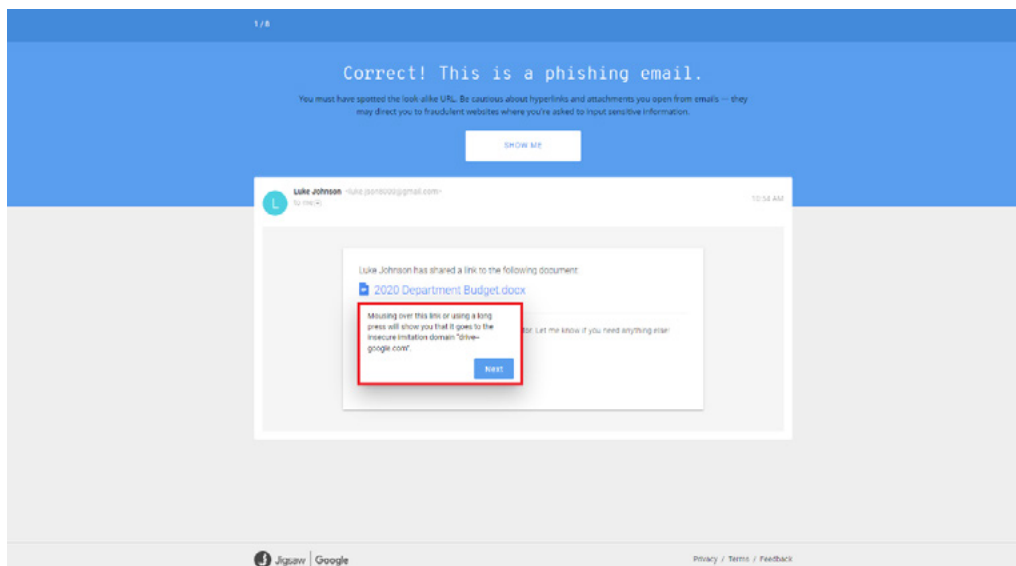 1 / 8
Correct! This is a phishing email.
You must have spotted the look alike URL. Be cautious about hyperlinks and attachments you open from emails — they
may direct you to fraudulent websites where you're asked to input sensitive information.
SHOW ME
L
Luke Johnson
to me
10:54 AM
Luke Johnson has shared a link to the following document:
2020 Department Budget.docx
Mousing over this link or using a long
press will show you that it goes to the
insecure imitation domain "drive--
google.com".
Let me know if you need anything else!
Next
Jigsaw | Google
Privacy / Terms / Feedback